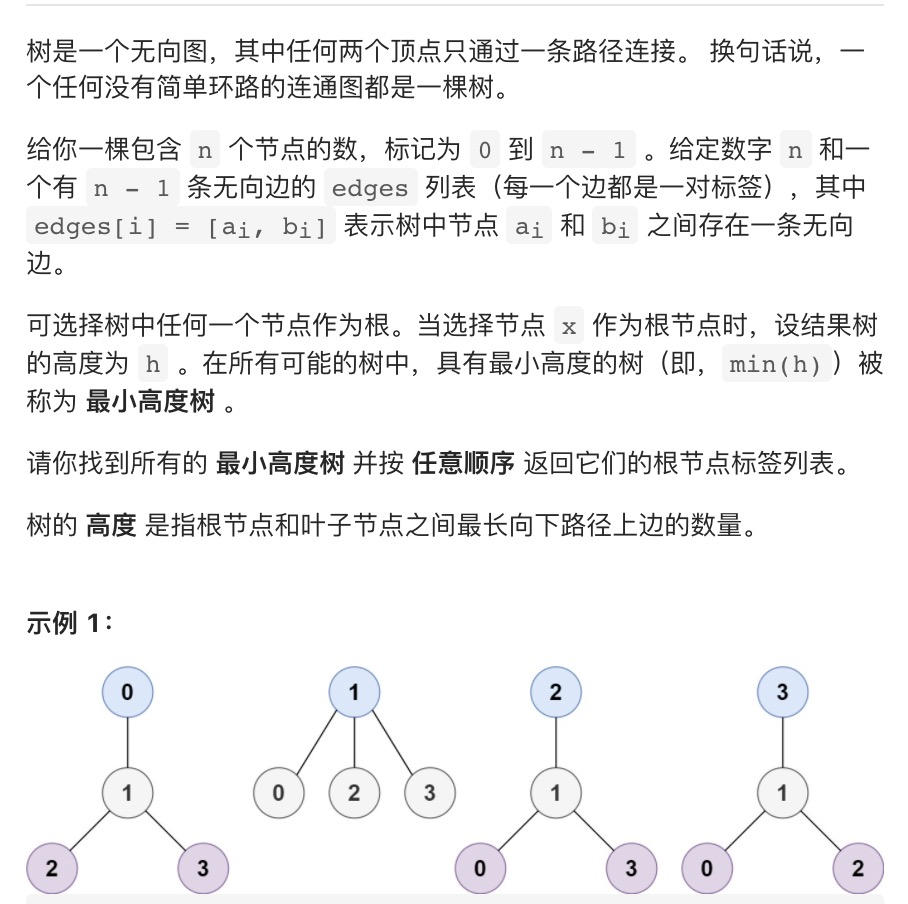 树是一个无向图，其中任何两个顶点只通过一条路径连接。 换句话说，一
个任何没有简单环路的连通图都是一棵树。
给你一棵包含 n 个节点的数，标记为 0 到 n - 1 。给定数字 n 和一
个有 n - 1 条无向边的 edges 列表（每一个边都是一对标签），其中
edges[i] = [aᵢ, bᵢ] 表示树中节点 aᵢ 和 bᵢ 之间存在一条无向
边。
可选择树中任何一个节点作为根。当选择节点 x 作为根节点时，设结果树
的高度为 h 。在所有可能的树中，具有最小高度的树（即，min(h)）被
称为 最小高度树 。
请你找到所有的 最小高度树 并按 任意顺序 返回它们的根节点标签列表。
树的 高度 是指根节点和叶子节点之间最长向下路径上边的数量。
示例 1：
0 1 2 3
1 0 2 3 1 1
2 3 0 3 0 2